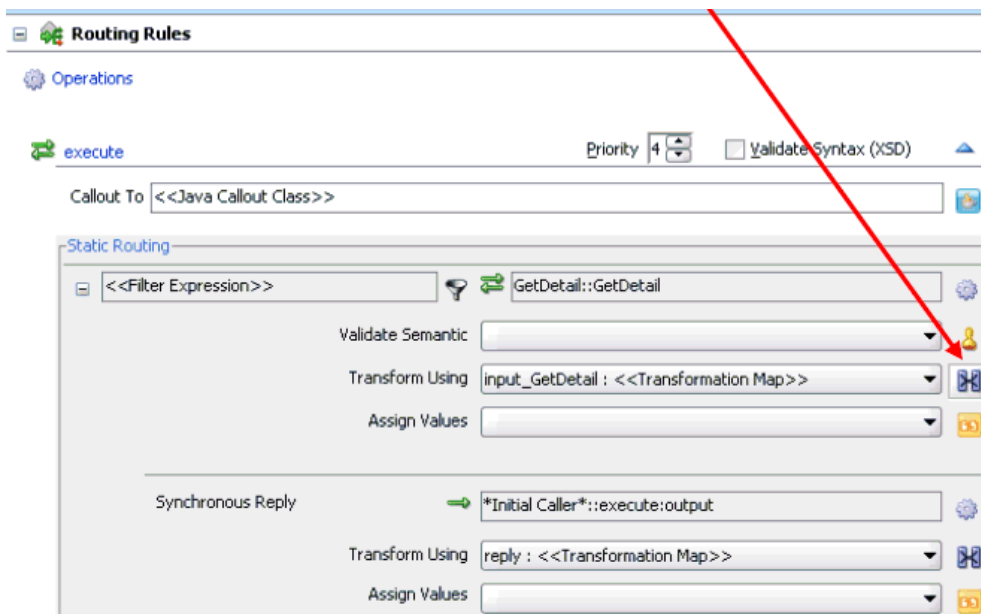 Routing Rules
Operations
execute Priority 4 Validate Syntax (XSD)
Callout To <<Java Callout Class>>
Static Routing
<<Filter Expression>> GetDetail::GetDetail
Validate Semantic
Transform Using input_GetDetail : <<Transformation Map>>
Assign Values
Synchronous Reply *Initial Caller*::execute:output
Transform Using reply : <<Transformation Map>>
Assign Values